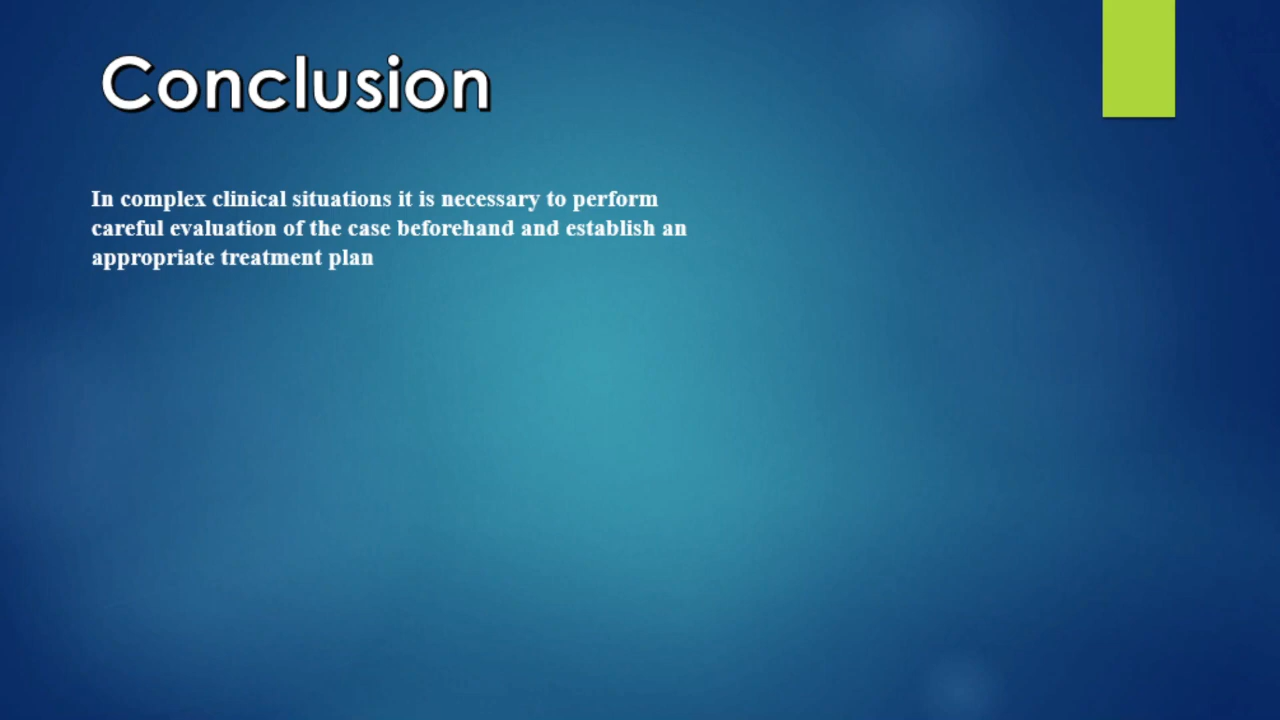 Conclusion
In complex clinical situations it is necessary to perform
careful evaluation of the case beforehand and establish an
appropriate treatment plan